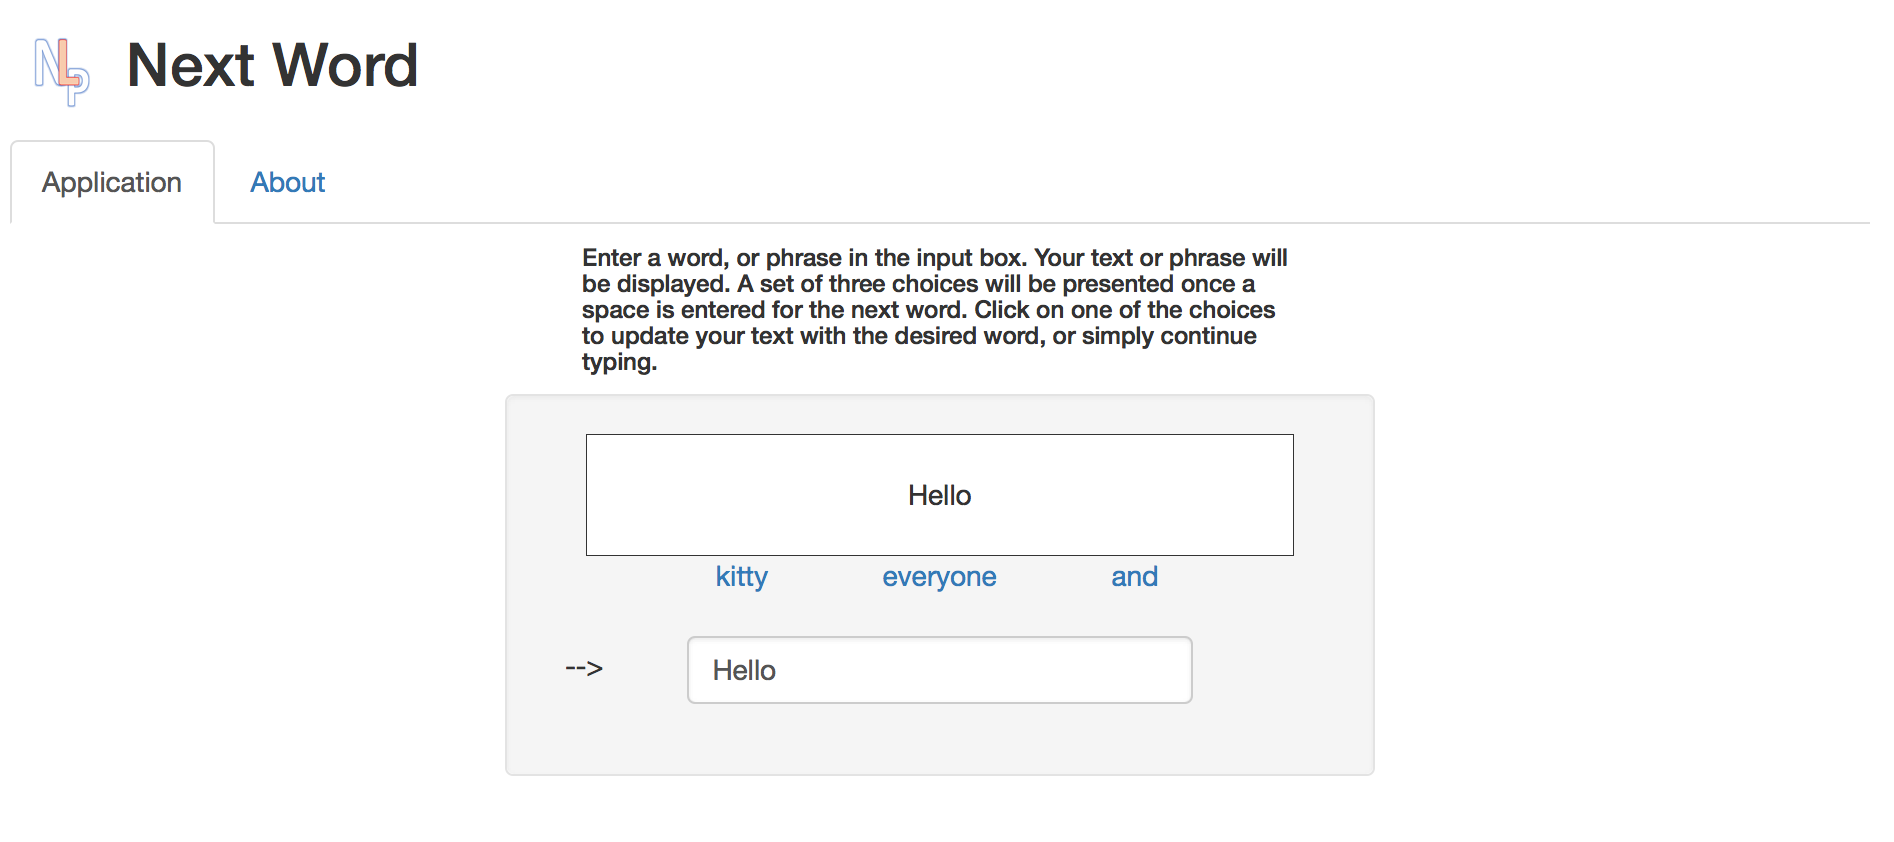 NLP Next Word
Application About
Enter a word, or phrase in the input box. Your text or phrase will
be displayed. A set of three choices will be presented once a
space is entered for the next word. Click on one of the choices
to update your text with the desired word, or simply continue
typing.
Hello
kitty everyone and
--> Hello